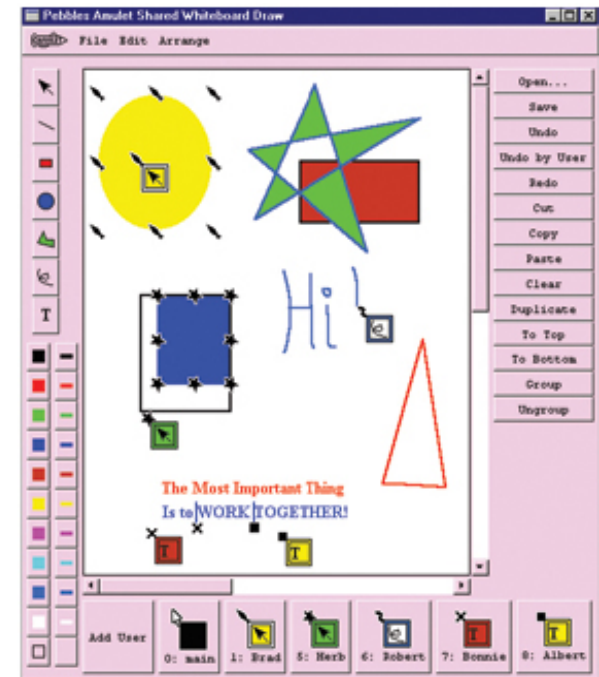 Pebbles Amulet Shared Whiteboard Draw
File Edit Arrange
Open...
Save
Undo
Undo by User
Redo
Cut
Copy
Paste
Clear
Duplicate
To Top
To Bottom
Group
Ungroup
T
Hi!
The Most Important Thing
Is to WORK TOGETHER!
T
T
Add User
0: main
1: Brad
5: Herb
6: Robert
7: Bonnie
8: Albert
T
T